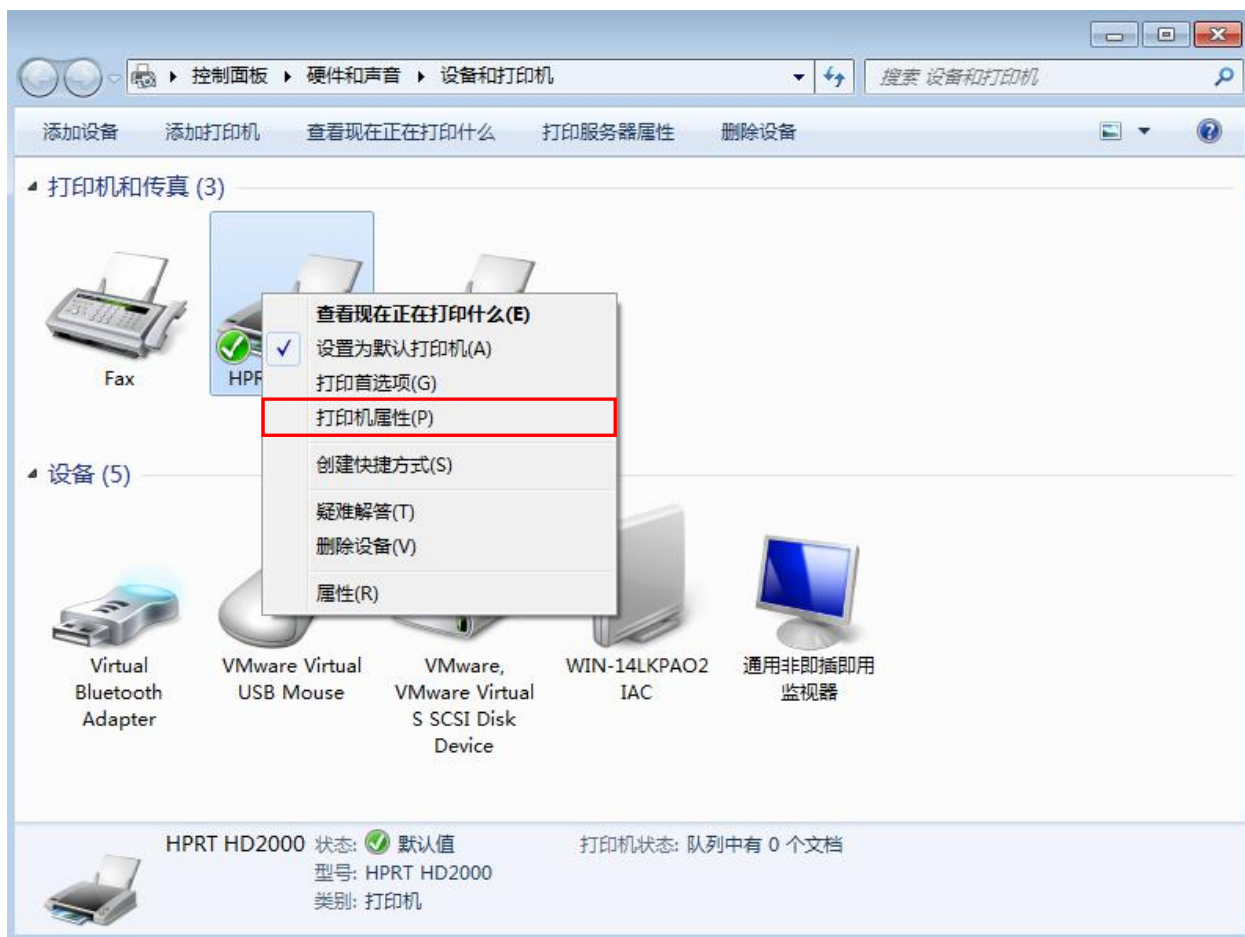 控制面板 ▸ 硬件和声音 ▸ 设备和打印机
搜索 设备和打印机
添加设备 添加打印机 查看现在正在打印什么 打印服务器属性 删除设备
打印机和传真 (3)
Fax
HPR
查看现在正在打印什么(E)
设置为默认打印机(A)
打印首选项(G)
打印机属性(P)
创建快捷方式(S)
疑难解答(T)
删除设备(V)
属性(R)
设备 (5)
Virtual
Bluetooth
Adapter
VMware Virtual
USB Mouse
VMware,
VMware Virtual
S SCSI Disk
Device
WIN-14LKPAO2
IAC
通用非即插即用
监视器
HPRT HD2000 状态: 默认值 打印机状态: 队列中有 0 个文档
型号: HPRT HD2000
类别: 打印机